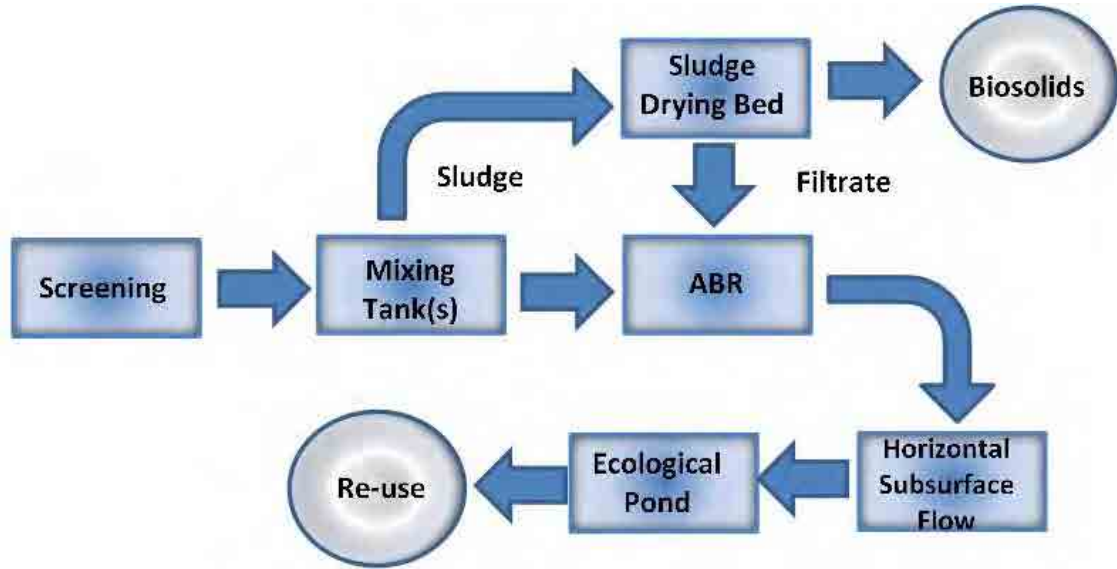 Sludge
Drying Bed
Biosolids
Sludge
Filtrate
Screening
Mixing
Tank(s)
ABR
Re-use
Ecological
Pond
Horizontal
Subsurface
Flow